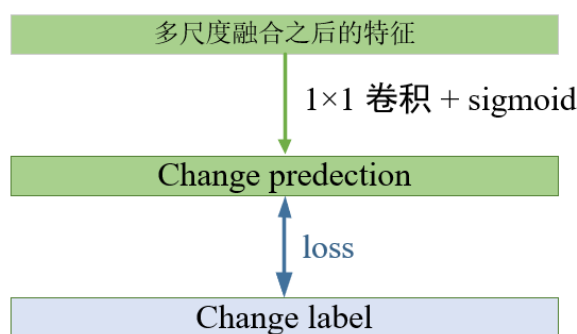 多尺度融合之后的特征
1×1 卷积 + sigmoid
Change predection
loss
Change label